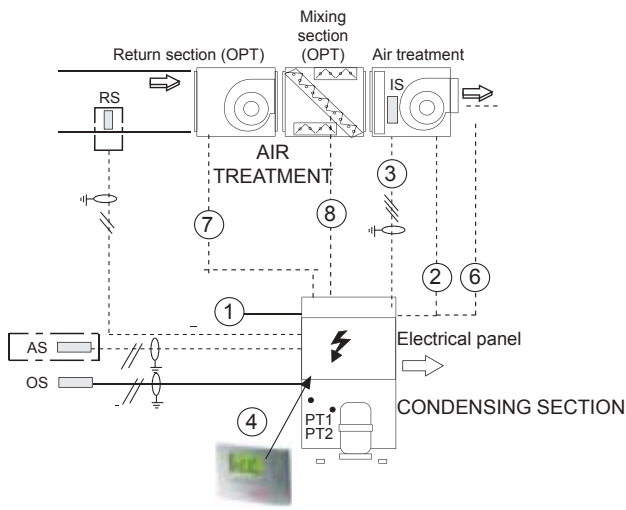 Mixing
section
(OPT)
Return section (OPT)
Air treatment
RS
IS
AIR
TREATMENT
3
7
8
2
6
1
AS
Electrical panel
OS
CONDENSING SECTION
4
PT1
PT2